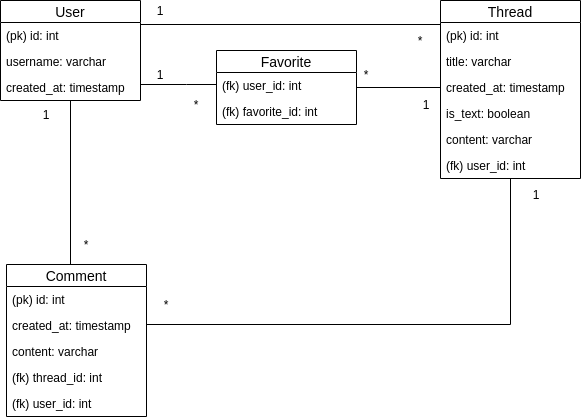 User
(pk) id: int
username: varchar
created_at: timestamp
1
*
Thread
(pk) id: int
title: varchar
created_at: timestamp
is_text: boolean
content: varchar
(fk) user_id: int
1
*
Favorite
(fk) user_id: int
(fk) favorite_id: int
*
1
1
*
1
*
Comment
(pk) id: int
created_at: timestamp
content: varchar
(fk) thread_id: int
(fk) user_id: int